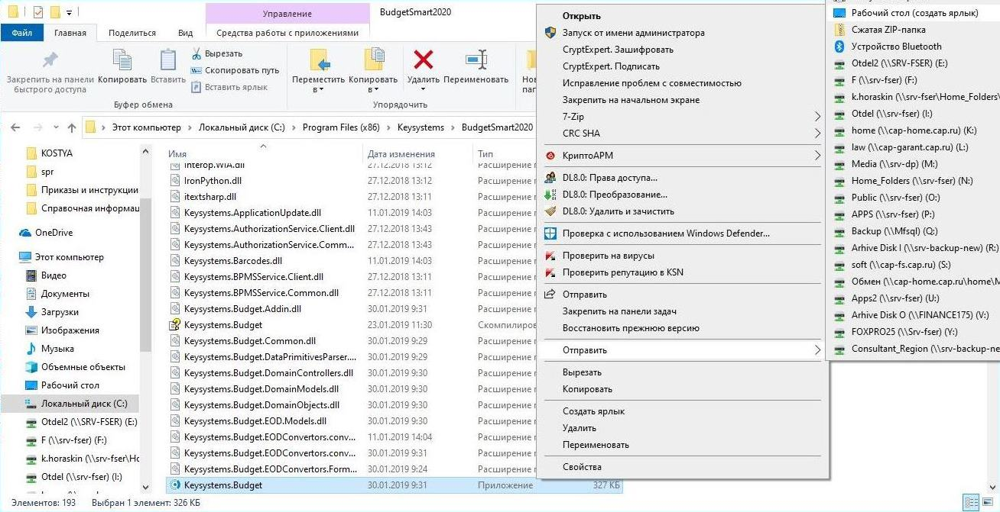 Управление
BudgetSmart2020
Файл
Главная
Поделиться
Вид
Средства работы с приложениями
Закрепить на панели быстрого доступа
Копировать
Вставить
Вырезать
Скопировать путь
Вставить ярлык
Буфер обмена
Переместить в
Копировать в
Удалить
Переименовать
Упорядочить
Этот компьютер
Локальный диск (C:)
Program Files (x86)
Keysystems
BudgetSmart2020
KOSTYA
spr
Приказы и инструкции
Справочная информац
OneDrive
Этот компьютер
Видео
Документы
Загрузки
Изображения
Музыка
Объемные объекты
Рабочий стол
Локальный диск (C:)
Otdel2 (\\SRV-FSER) (E:)
F (\\srv-fser) (F:)
k.horaskin (\\srv-fser\Hc
Otdel (\\srv-fser) (I:)
Имя
Дата изменения
Тип
Interop.WIA.dll 27.12.2018 13:12 Расширение п
IronPython.dll 27.12.2018 13:12 Расширение п
itextsharp.dll 27.12.2018 13:11 Расширение п
Keysystems.ApplicationUpdate.dll 11.01.2019 14:03 Расширение п
Keysystems.AuthorizationService.Client.dll 27.12.2018 13:43 Расширение п
Keysystems.AuthorizationService.Comm... 27.12.2018 13:43 Расширение п
Keysystems.Barcodes.dll 11.01.2019 14:03 Расширение п
Keysystems.BPMSService.Client.dll 27.12.2018 13:11 Расширение п
Keysystems.BPMSService.Common.dll 27.12.2018 13:11 Расширение п
Keysystems.Budget.Addin.dll 30.01.2019 9:31 Расширение п
Keysystems.Budget 23.01.2019 11:30 Скомпилиров
Keysystems.Budget.Common.dll 30.01.2019 9:29 Расширение п
Keysystems.Budget.DataPrimitivesParser.... 30.01.2019 9:29 Расширение п
Keysystems.Budget.DomainControllers.dll 30.01.2019 9:30 Расширение п
Keysystems.Budget.DomainModels.dll 30.01.2019 9:30 Расширение п
Keysystems.Budget.DomainObjects.dll 30.01.2019 9:30 Расширение п
Keysystems.Budget.EOD.Models.dll 30.01.2019 9:30 Расширение п
Keysystems.Budget.EODConvertors.conv... 11.01.2019 14:04 Расширение п
Keysystems.Budget.EODConvertors.conv... 30.01.2019 9:31 Расширение п
Keysystems.Budget.EODConvertors.Form... 30.01.2019 9:24 Расширение п
Keysystems.Budget 30.01.2019 9:31 Приложение 327 КБ
Элементов: 193
Выбран 1 элемент: 326 КБ
Нов
пап
Открыть
Запуск от имени администратора
CryptExpert. Зашифровать
CryptExpert. Подписать
Исправление проблем с совместимостью
Закрепить на начальном экране
7-Zip
CRC SHA
КриптоАРМ
DL8.0: Права доступа...
DL8.0: Преобразование...
DL8.0: Удалить и зачистить
Проверка с использованием Windows Defender...
Проверить на вирусы
Проверить репутацию в KSN
Отправить
Закрепить на панели задач
Восстановить прежнюю версию
Отправить
Вырезать
Копировать
Создать ярлык
Удалить
Переименовать
Свойства
Рабочий стол (создать ярлык)
Сжатая ZIP-папка
Устройство Bluetooth
Otdel2 (\\SRV-FSER) (E:)
F (\\srv-fser) (F:)
k.horaskin (\\srv-fser\Home_Folders\
Otdel (\\srv-fser) (I:)
home (\\cap-home.cap.ru) (K:)
law (\\cap-garant.cap.ru) (L:)
Media (\\srv-dp) (M:)
Home_Folders (\\srv-fser) (N:)
Public (\\srv-fser) (O:)
APPS (\\srv-fser) (P:)
Backup (\\Mfsql) (Q:)
Arhive Disk I (\\srv-backup-new) (R:)
soft (\\cap-fs.cap.ru) (S:)
Обмен (\\cap-home.cap.ru\home\M
Apps2 (\\srv-fser) (U:)
Arhive Disk O (\\FINANCE175) (V:)
FOXPRO25 (\\Srv-fser) (Y:)
Consultant_Region (\\srv-backup-ne